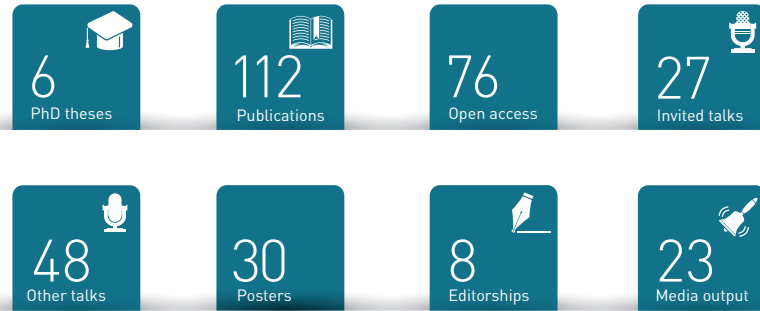 6
PhD theses
112
Publications
76
Open access
27
Invited talks
48
Other talks
30
Posters
8
Editorships
23
Media output